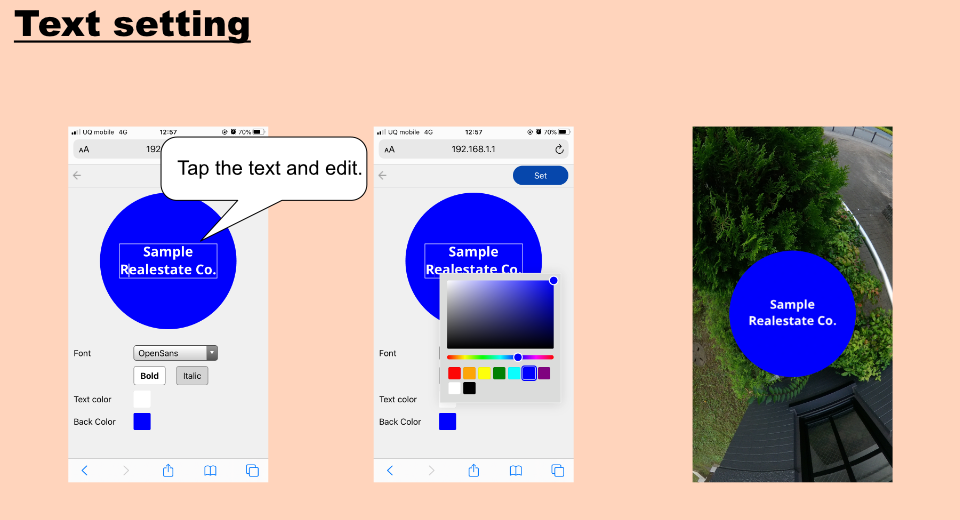 Text setting
UQ mobile 4G 12:57 70%
AA 192
Tap the text and edit.
Sample
Realestate Co.
Font OpenSans
Bold Italic
Text color
Back Color
UQ mobile 4G 12:57 70%
AA 192.168.1.1
Set
Sample
Realestate Co.
Font
Text color
Back Color
Sample
Realestate Co.